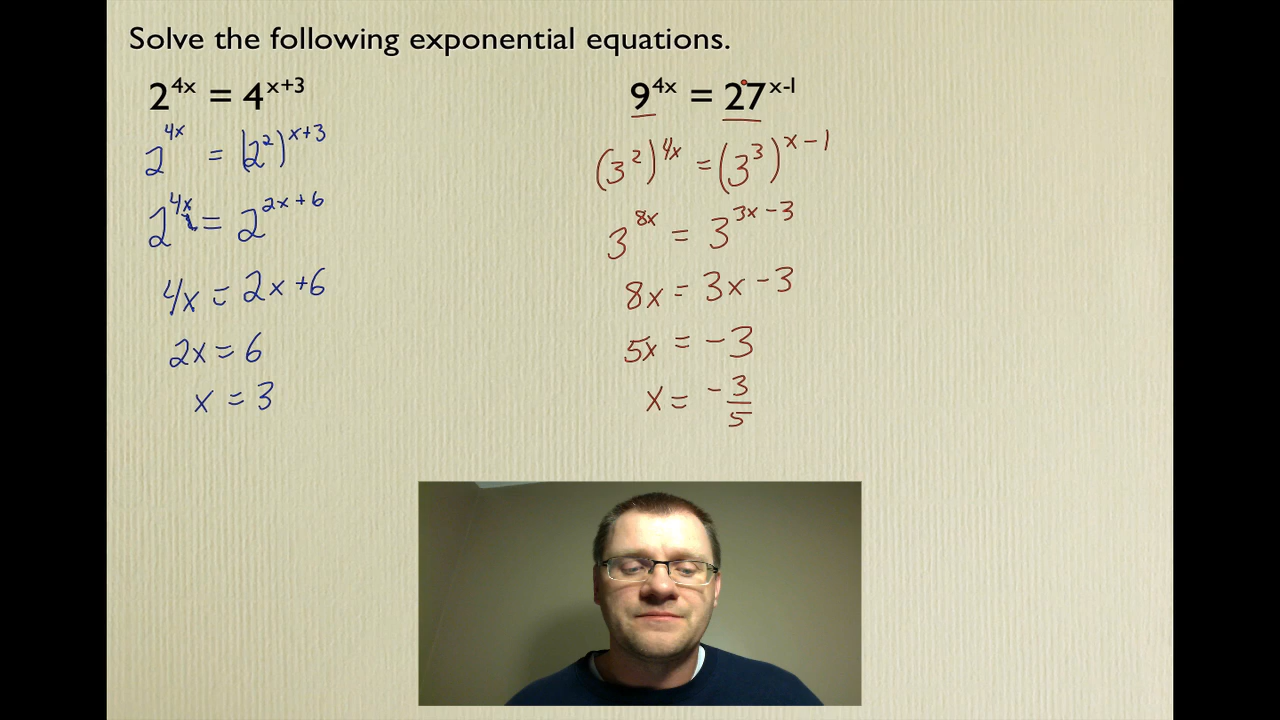 Solve the following exponential equations.
2^{4x} = 4^{x+3}
2^{4x} = (2^2)^{x+3}
2^{4x} = 2^{2x+6}
4x = 2x+6
2x = 6
x = 3
9^{4x} = 27^{x-1}
(3^2)^{4x} = (3^3)^{x-1}
3^{8x} = 3^{3x-3}
8x = 3x-3
5x = -3
x = -3/5